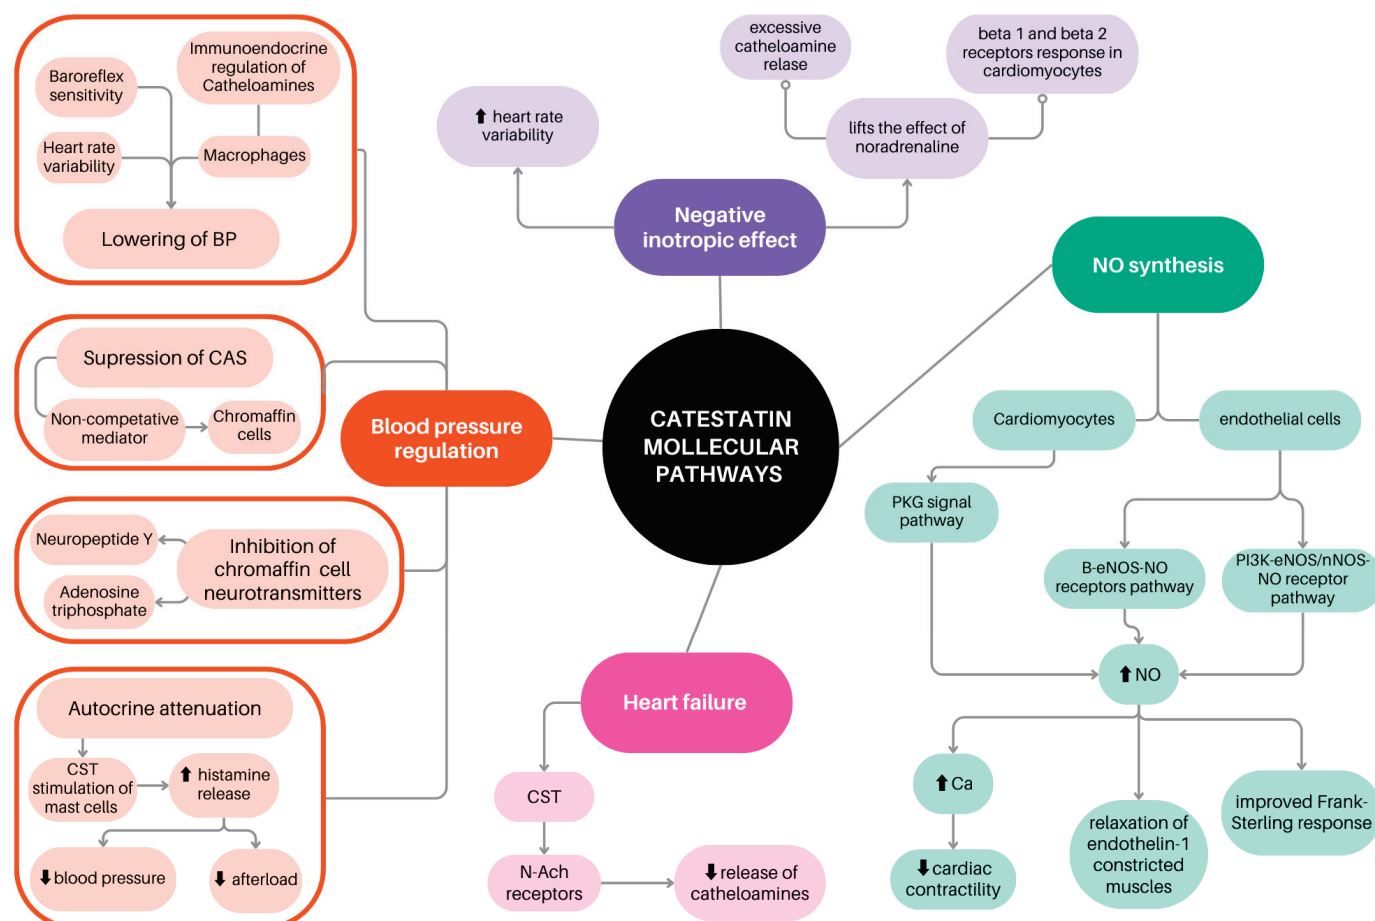 Immunoendocrine
regulation of
Catheloamines
Baroreflex
sensitivity
Heart rate
variability
Macrophages
Lowering of BP
Supression of CAS
Non-competative
mediator
Chromaffin
cells
Neuropeptide Y
Adenosine
triphosphate
Inhibition of
chromaffin cell
neurotransmitters
Autocrine attenuation
CST
stimulation of
mast cells
⬆ histamine
release
⬇ blood pressure
⬇ afterload
Blood pressure
regulation
CATESTATIN
MOLLECULAR
PATHWAYS
Negative
inotropic effect
⬆ heart rate
variability
excessive
catheloamine
relase
beta 1 and beta 2
receptors response in
cardiomyocytes
lifts the effect of
noradrenaline
NO synthesis
Cardiomyocytes
endothelial cells
PKG signal
pathway
B-eNOS-NO
receptors pathway
PI3K-eNOS/nNOS-
NO receptor
pathway
⬆ NO
⬆ Ca
⬇ cardiac
contractility
relaxation of
endothelin-1
constricted
muscles
improved Frank-
Sterling response
Heart failure
CST
N-Ach
receptors
⬇ release of
catheloamines